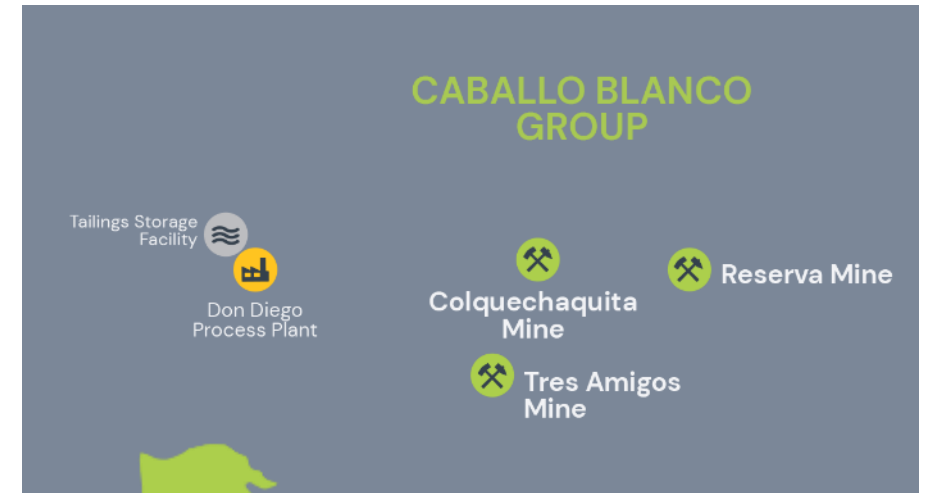 CABALLO BLANCO
GROUP
Tailings Storage
Facility
Don Diego
Process Plant
Colquechaquita
Mine
Reserva Mine
Tres Amigos
Mine